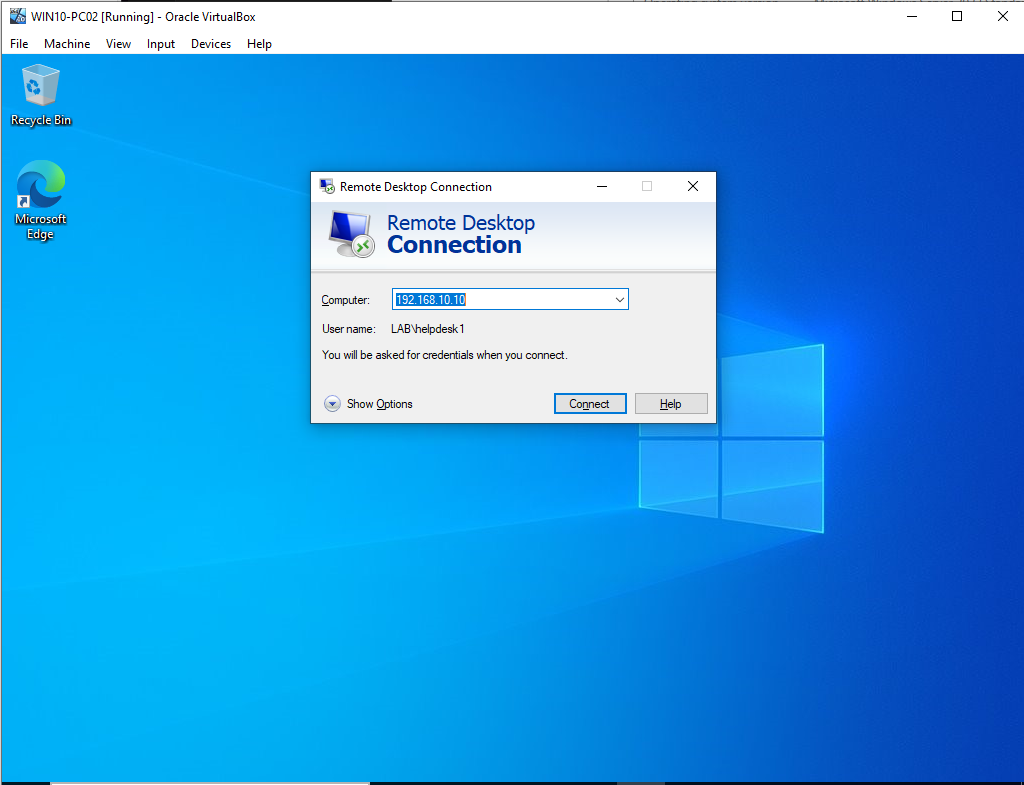 WIN10-PC02 [Running] - Oracle VirtualBox
File Machine View Input Devices Help
Recycle Bin
Microsoft
Edge
Remote Desktop Connection
Remote Desktop
Connection
Computer: 192.168.10.10
User name: LAB\helpdesk1
You will be asked for credentials when you connect.
Show Options Connect Help